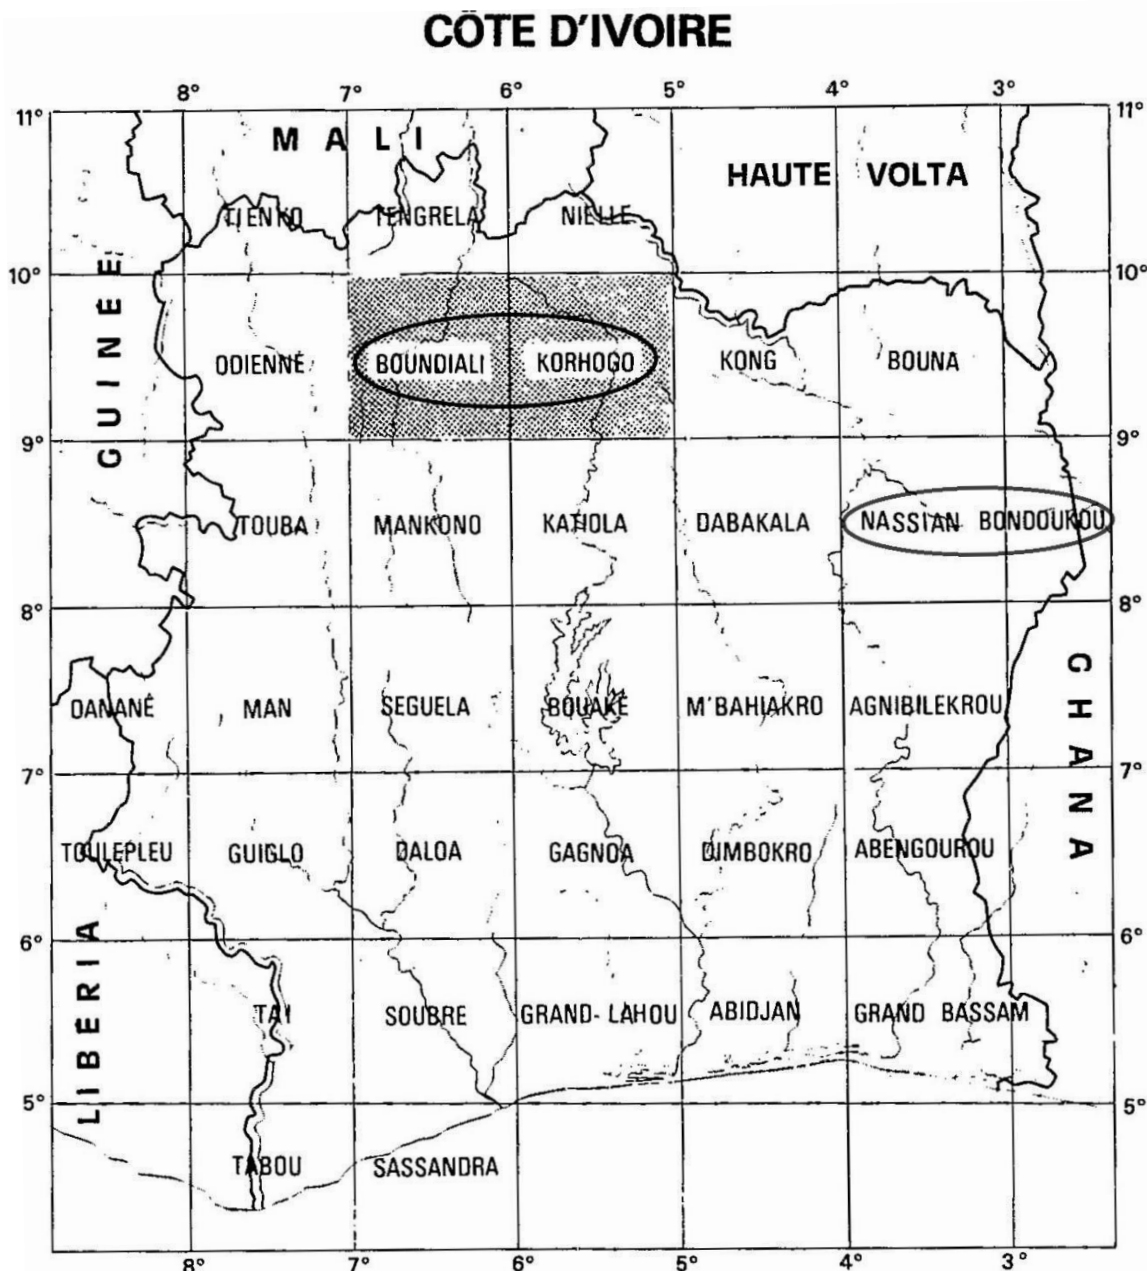 CÔTE D'IVOIRE
8° 7° 6° 5° 4° 3°
11° 11°
MALI
HAUTE VOLTA
TIENKO TENGRELA NIELLE
10° 10°
GUINÉE
ODIENNÉ BOUNDIALI KORHOGO KONG BOUNA
9° 9°
TOUBA MANKONO KATIOLA DABAKALA NASSIAN BONDOUKOU
8° 8°
GHANA
DANANÉ MAN SEGUELA BOUAKÉ M'BAHIAKRO AGNIBILEKROU
7° 7°
TOULEPLEU GUIGLO DALOA GAGNOA DIMBOKRO ABENGOUROU
6° 6°
LIBERIA
TAI SOUBRE GRAND-LAHOU ABIDJAN GRAND BASSAM
5° 5°
TABOU SASSANDRA
8° 7° 6° 5° 4° 3°